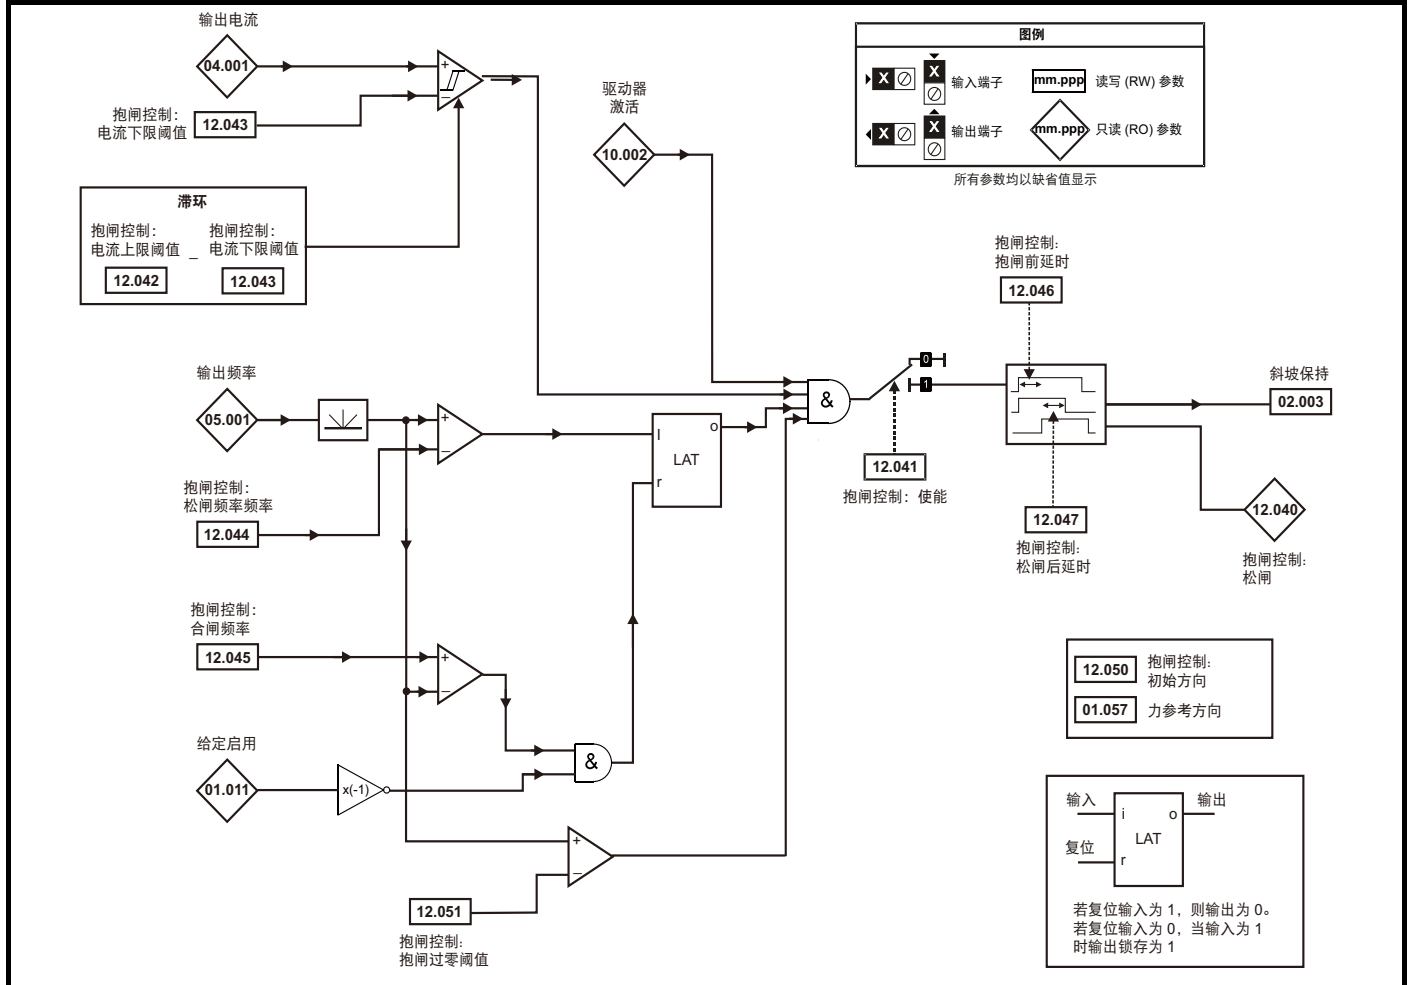 输出电流
04.001
+
−
抱闸控制：
电流下限阈值
12.043
滞环
抱闸控制：
电流上限阈值
12.042
_
抱闸控制：
电流下限阈值
12.043
驱动器
激活
10.002
图例
X
X
输入端子
mm.ppp
读写 (RW) 参数
X
X
输出端子
mm.ppp
只读 (RO) 参数
所有参数均以缺省值显示
抱闸控制：
抱闸前延时
12.046
输出频率
05.001
+
−
抱闸控制：
松闸频率频率
12.044
I
o
LAT
r
&
0
1
12.041
抱闸控制：使能
斜坡保持
02.003
12.047
抱闸控制：
松闸后延时
12.040
抱闸控制：
松闸
抱闸控制：
合闸频率
12.045
+
−
给定启用
01.011
x(-1)
&
+
−
12.051
抱闸控制：
抱闸过零阈值
12.050
抱闸控制：
初始方向
01.057
力参考方向
输入
i
o
输出
LAT
复位
r
若复位输入为 1，则输出为 0。
若复位输入为 0，当输入为 1
时输出锁存为 1